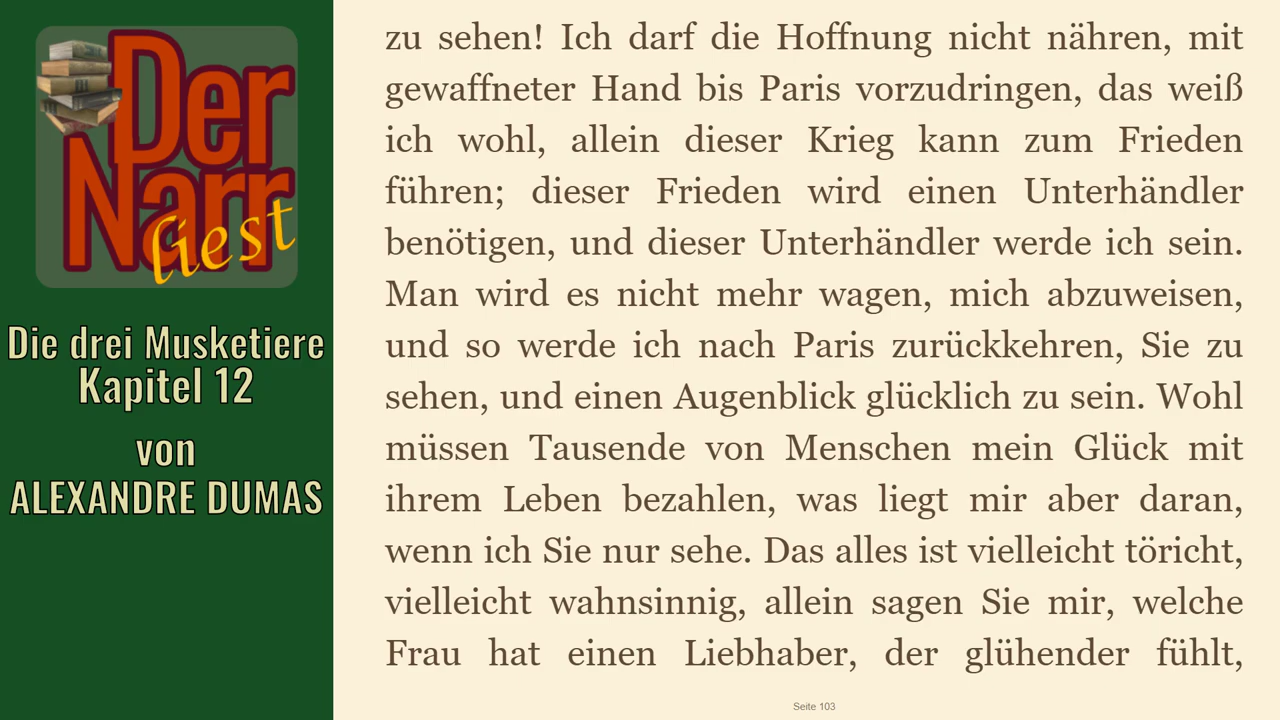 Der
Narr
liest
Die drei Musketiere
Kapitel 12
von
ALEXANDRE DUMAS
zu sehen! Ich darf die Hoffnung nicht nähren, mit
gewaffneter Hand bis Paris vorzudringen, das weiß
ich wohl, allein dieser Krieg kann zum Frieden
führen; dieser Frieden wird einen Unterhändler
benötigen, und dieser Unterhändler werde ich sein.
Man wird es nicht mehr wagen, mich abzuweisen,
und so werde ich nach Paris zurückkehren, Sie zu
sehen, und einen Augenblick glücklich zu sein. Wohl
müssen Tausende von Menschen mein Glück mit
ihrem Leben bezahlen, was liegt mir aber daran,
wenn ich Sie nur sehe. Das alles ist vielleicht töricht,
vielleicht wahnsinnig, allein sagen Sie mir, welche
Frau hat einen Liebhaber, der glühender fühlt,
Seite 103